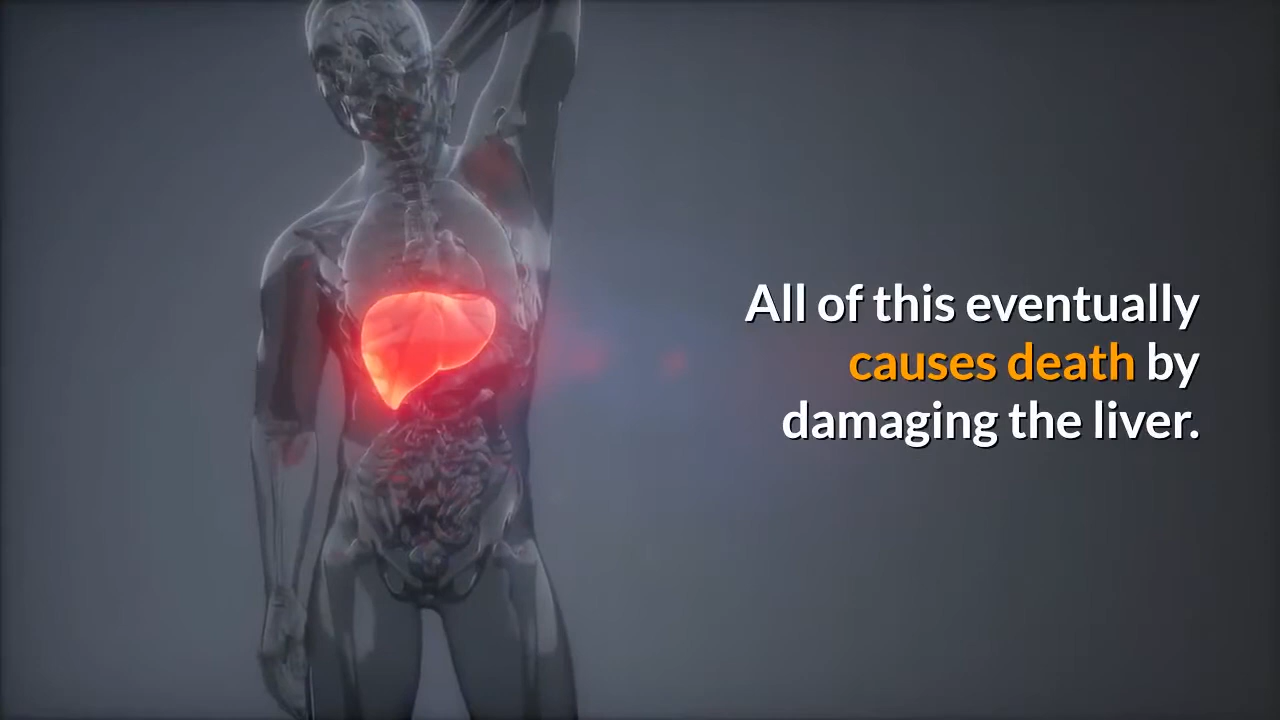 All of this eventually
causes death by
damaging the liver.